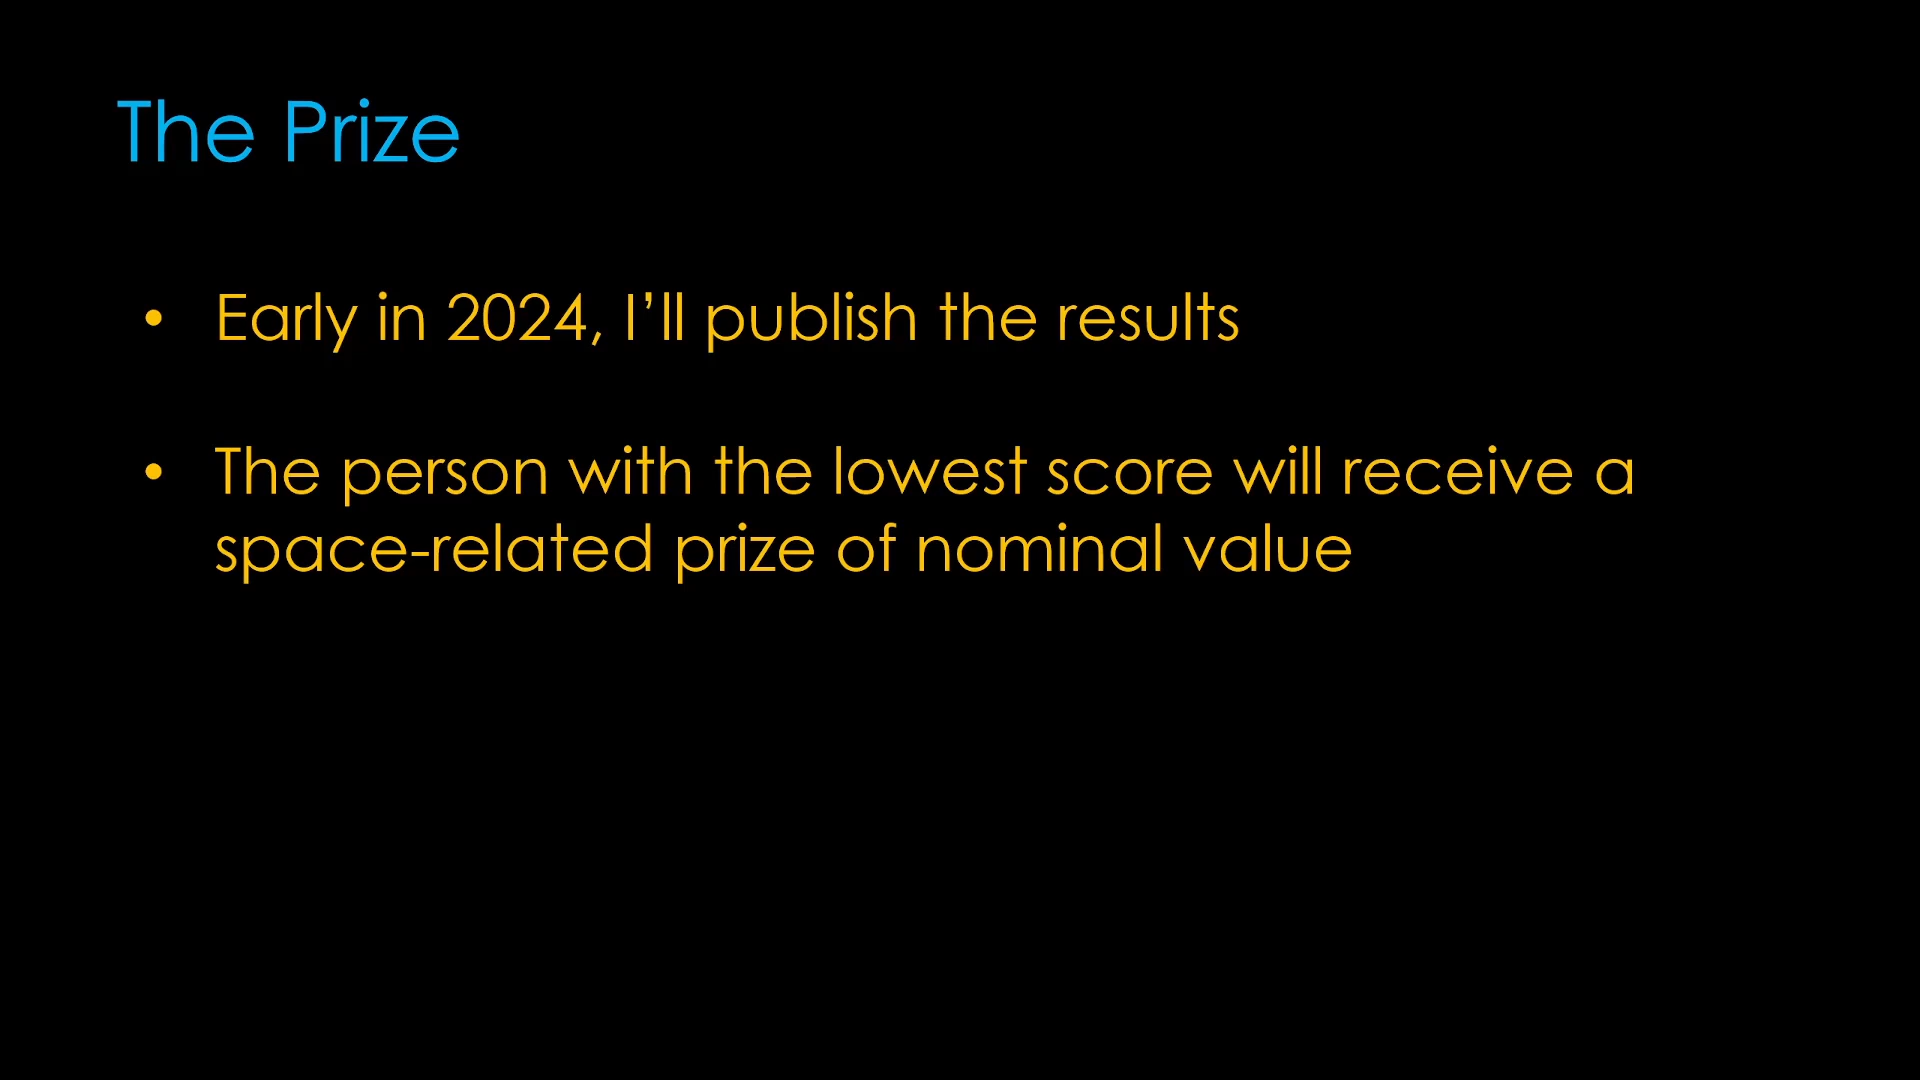 The Prize
• Early in 2024, I’ll publish the results
• The person with the lowest score will receive a
space-related prize of nominal value